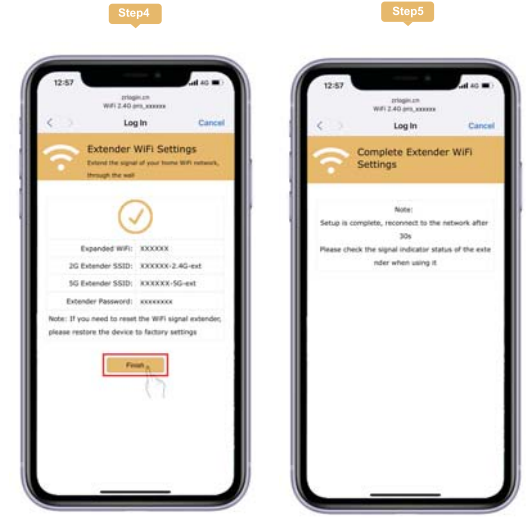 Step4
12:57
4G
zrlogin.cn
WiFi 2.4G pro_xxxxxx
Log In
Cancel
Extender WiFi Settings
Extend the signal of your home WiFi network,
through the wall
Expanded WiFi: XXXXXX
2G Extender SSID: XXXXXX-2.4G-ext
5G Extender SSID: XXXXXX-5G-ext
Extender Password: xxxxxxxx
Note: If you need to reset the WiFi signal extender,
please restore the device to factory settings
Finish
Step5
12:57
4G
zrlogin.cn
WiFi 2.4G pro_xxxxxx
Log In
Cancel
Complete Extender WiFi
Settings
Note:
Setup is complete, reconnect to the network after
30s
Please check the signal indicator status of the exte
nder when using it